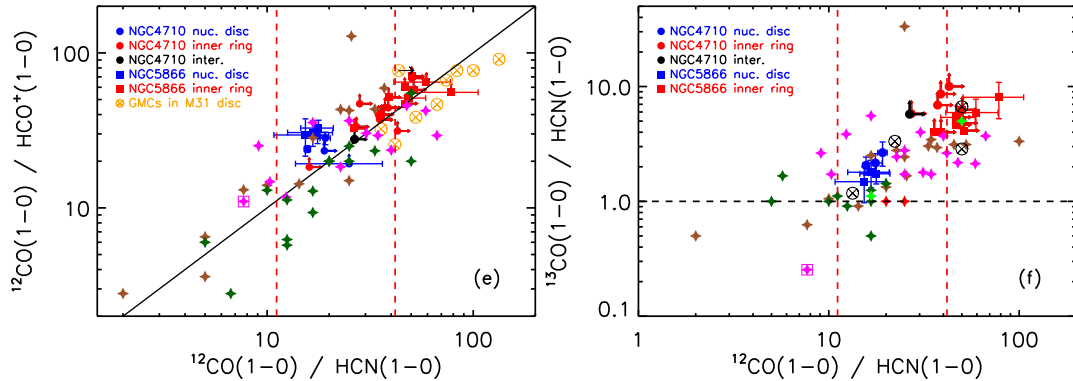 ¹²CO(1−0) / HCO⁺(1−0)
100
10
NGC4710 nuc. disc
NGC4710 inner ring
NGC4710 inter.
NGC5866 nuc. disc
NGC5866 inner ring
GMCs in M31 disc
(e)
10
100
¹²CO(1−0) / HCN(1−0)
¹³CO(1−0) / HCN(1−0)
10.0
1.0
0.1
NGC4710 nuc. disc
NGC4710 inner ring
NGC4710 inter.
NGC5866 nuc. disc
NGC5866 inner ring
(f)
1
10
100
¹²CO(1−0) / HCN(1−0)